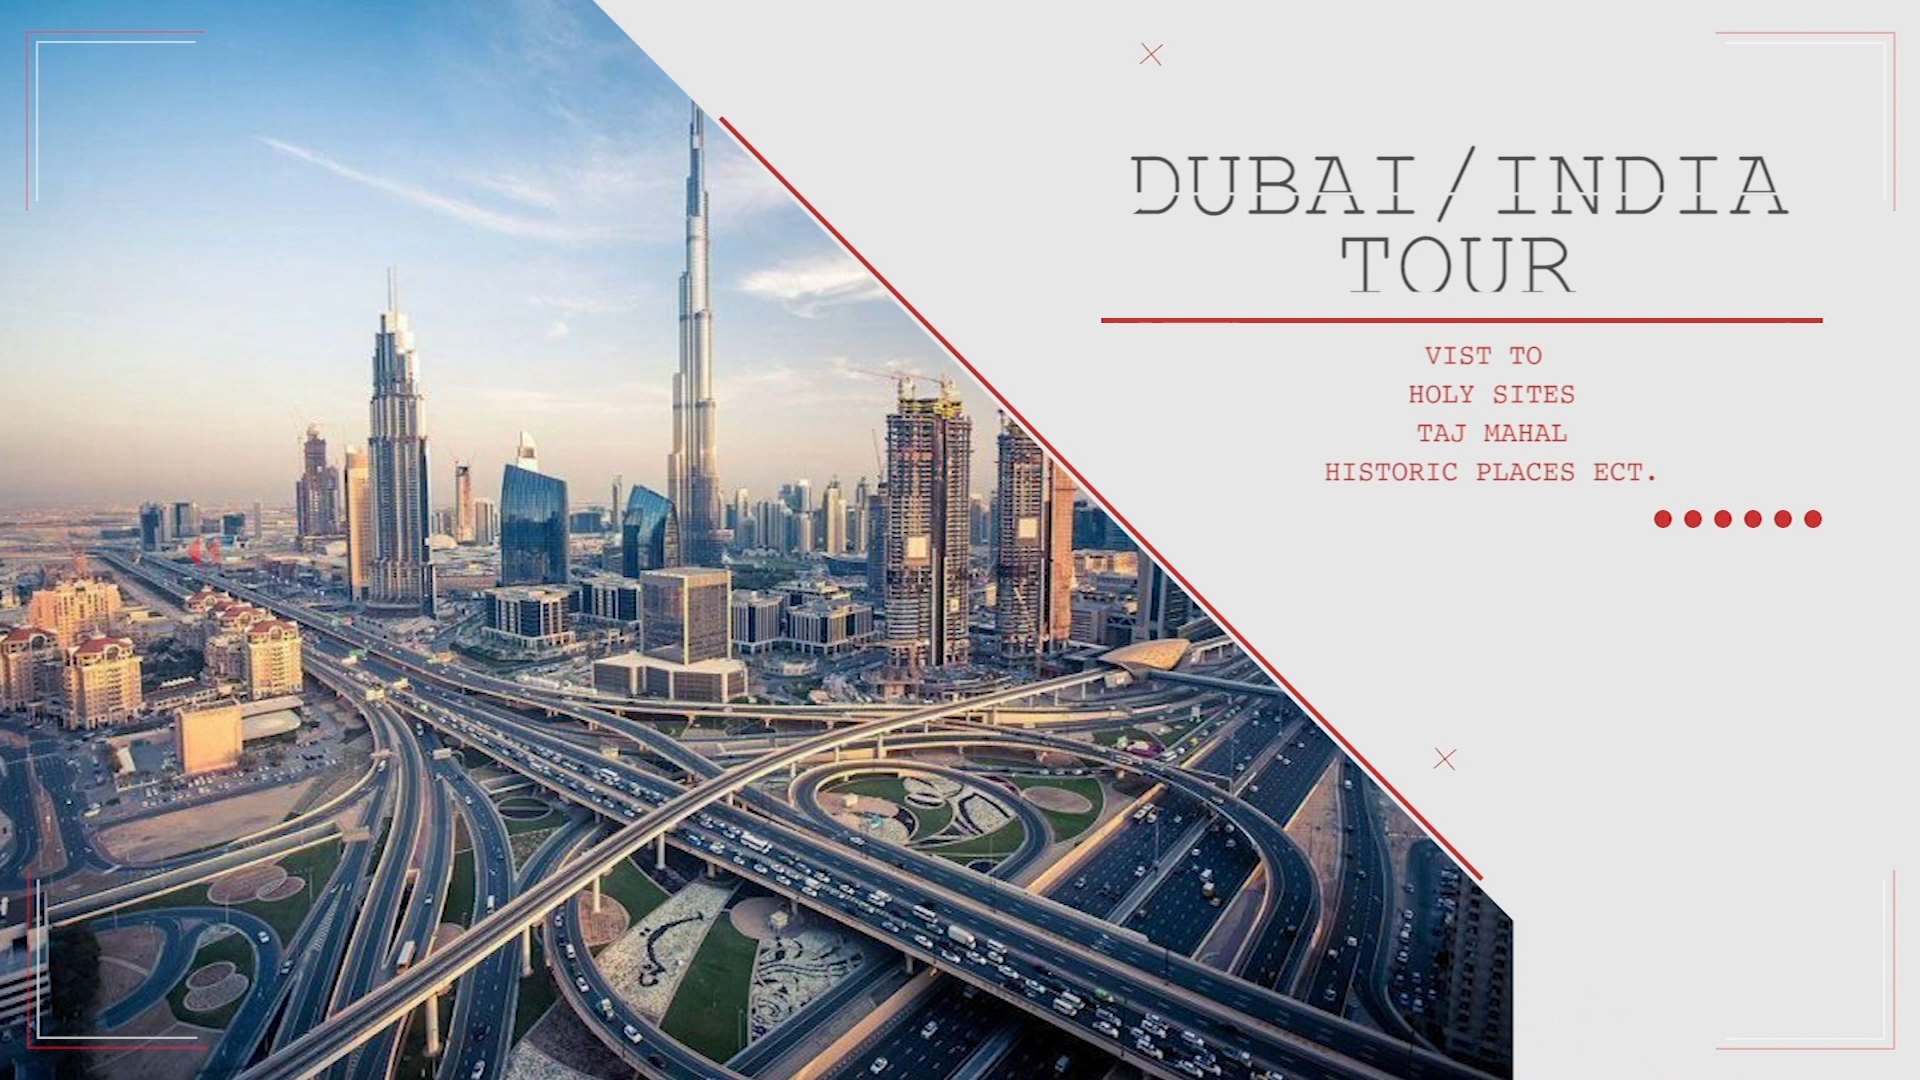 DUBAI/INDIA
TOUR
VIST TO
HOLY SITES
TAJ MAHAL
HISTORIC PLACES ECT.